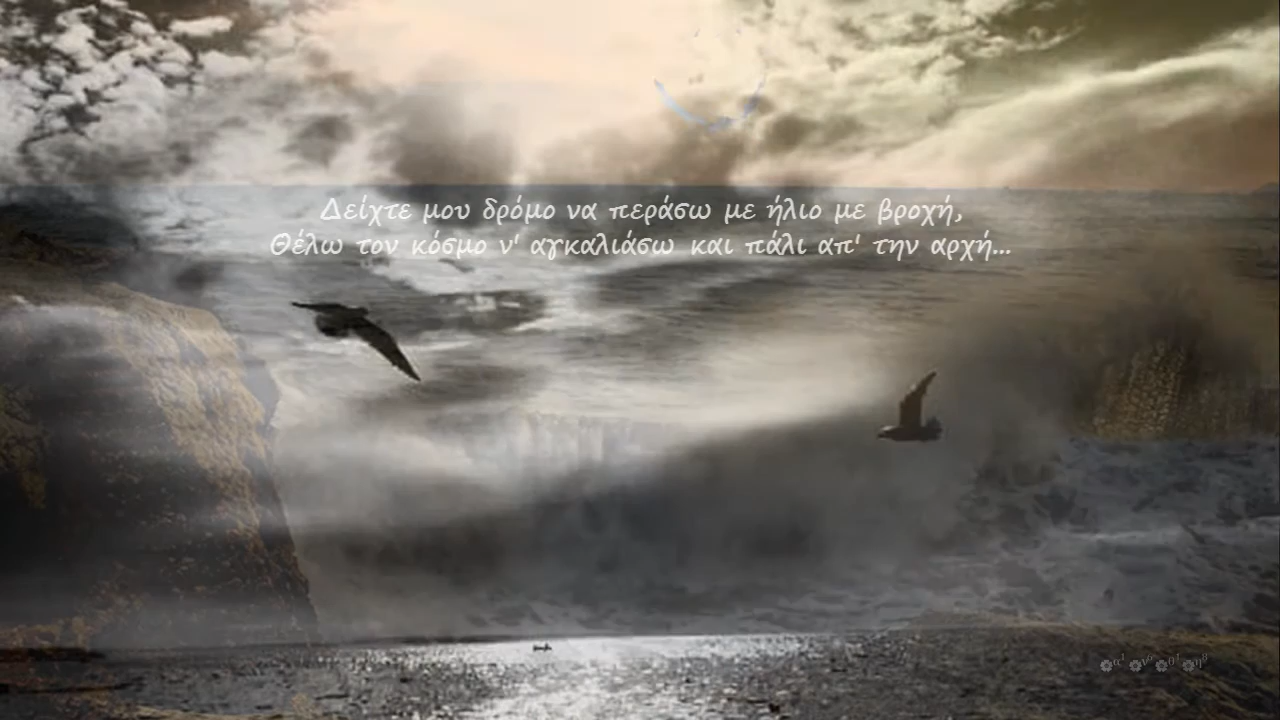 Δείχτε μου δρόμο να περάσω με ήλιο με βροχή,
Θέλω τον κόσμο ν' αγκαλιάσω και πάλι απ' την αρχή...